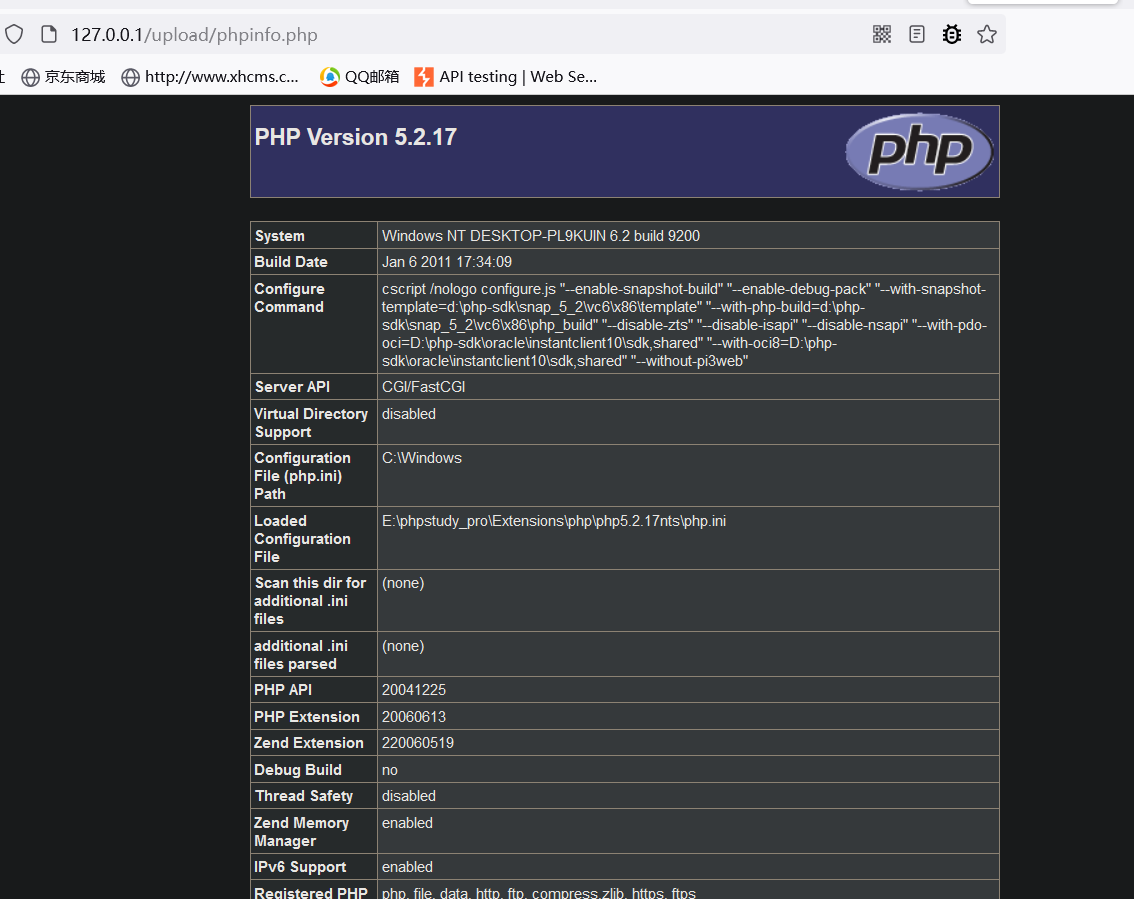 127.0.0.1/upload/phpinfo.php
京东商城 http://www.xhcms.c... QQ邮箱 API testing | Web Se...
PHP Version 5.2.17
php
System Windows NT DESKTOP-PL9KUIN 6.2 build 9200
Build Date Jan 6 2011 17:34:09
Configure cscript /nologo configure.js "--enable-snapshot-build" "--enable-debug-pack" "--with-snapshot-
Command template=d:\php-sdk\snap_5_2\vc6\x86\template" "--with-php-build=d:\php-
sdk\snap_5_2\vc6\x86\php_build" "--disable-zts" "--disable-isapi" "--disable-nsapi" "--with-pdo-
oci=D:\php-sdk\oracle\instantclient10\sdk,shared" "--with-oci8=D:\php-
sdk\oracle\instantclient10\sdk,shared" "--without-pi3web"
Server API CGI/FastCGI
Virtual Directory disabled
Support
Configuration C:\Windows
File (php.ini)
Path
Loaded E:\phpstudy_pro\Extensions\php\php5.2.17nts\php.ini
Configuration
File
Scan this dir for (none)
additional .ini
files
additional .ini (none)
files parsed
PHP API 20041225
PHP Extension 20060613
Zend Extension 220060519
Debug Build no
Thread Safety disabled
Zend Memory enabled
Manager
IPv6 Support enabled
Registered PHP php, file, data, http, ftp, compress.zlib, https, ftps